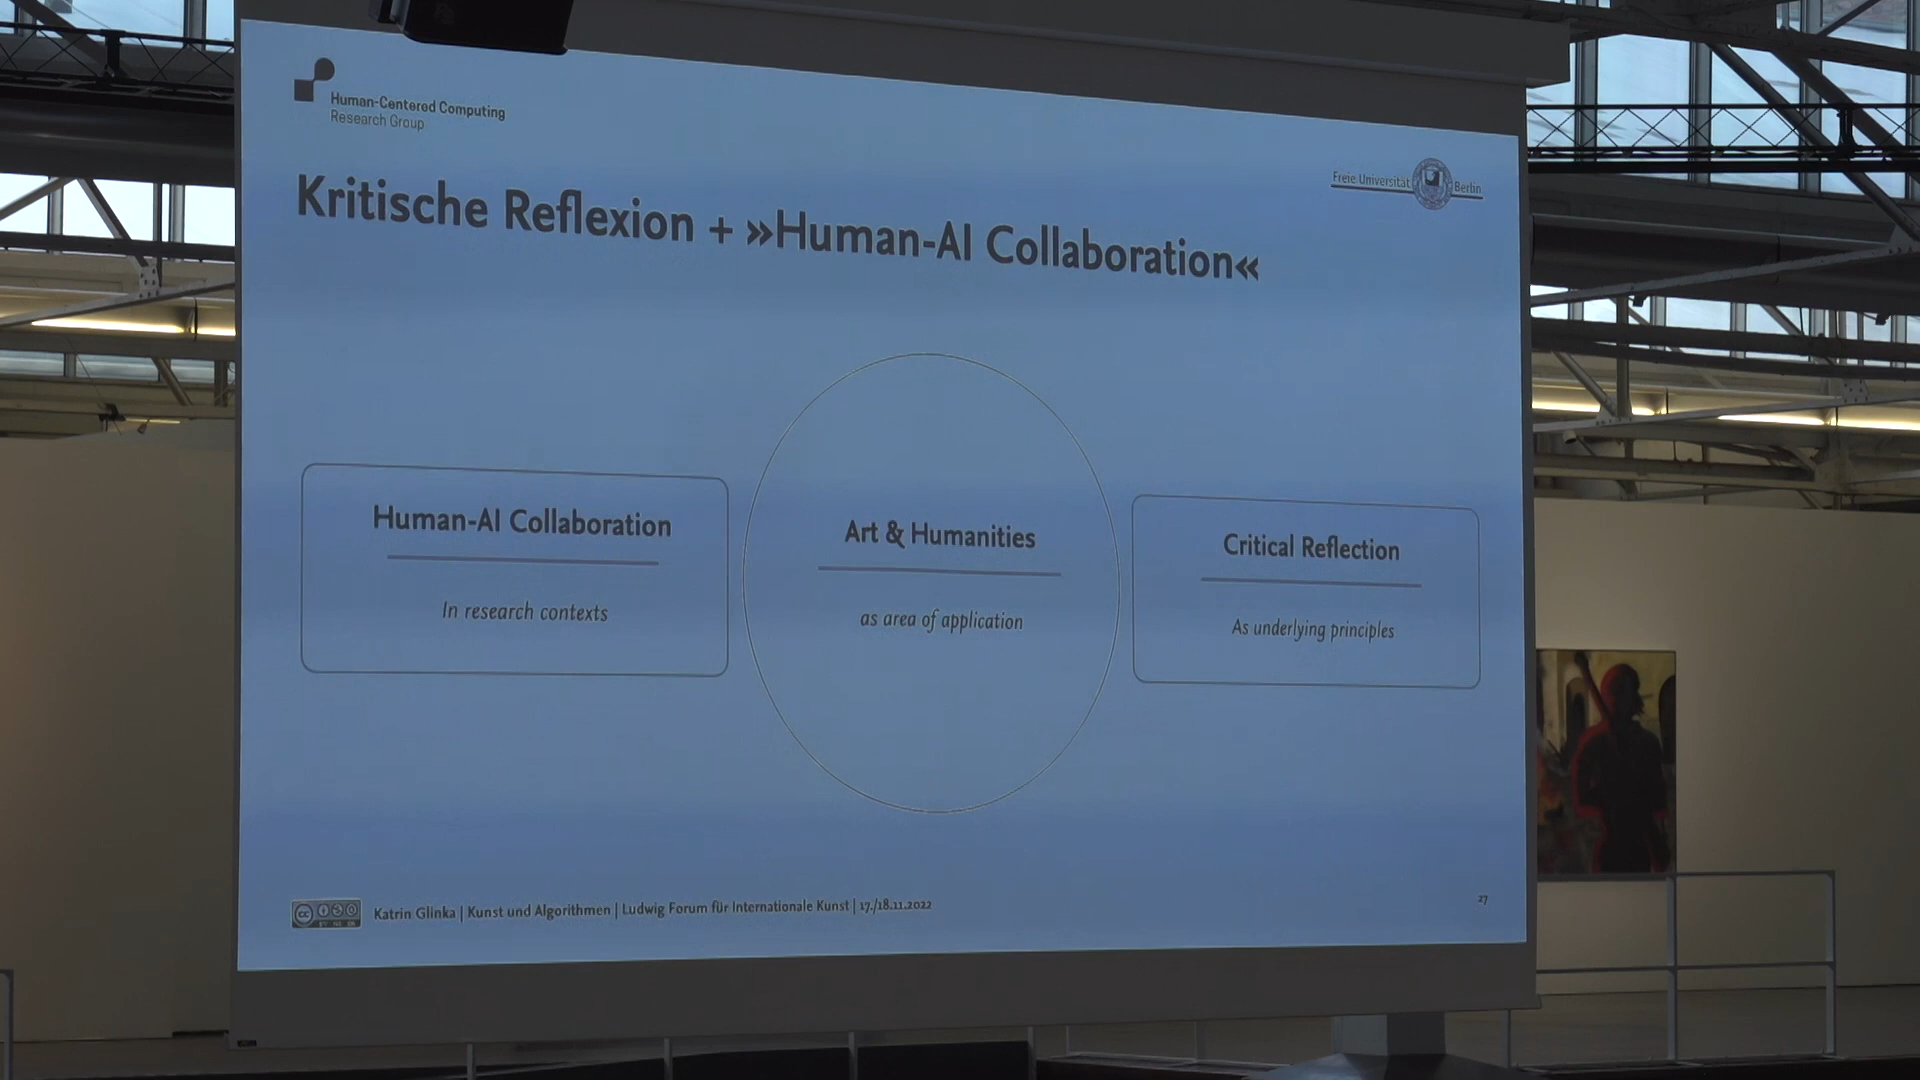 Human-Centered Computing
Research Group
Freie Universität Berlin
Kritische Reflexion + »Human-AI Collaboration«
Human-AI Collaboration
In research contexts
Art & Humanities
as area of application
Critical Reflection
As underlying principles
cc
Katrin Glinka | Kunst und Algorithmen | Ludwig Forum für Internationale Kunst | 17./18.11.2022
27